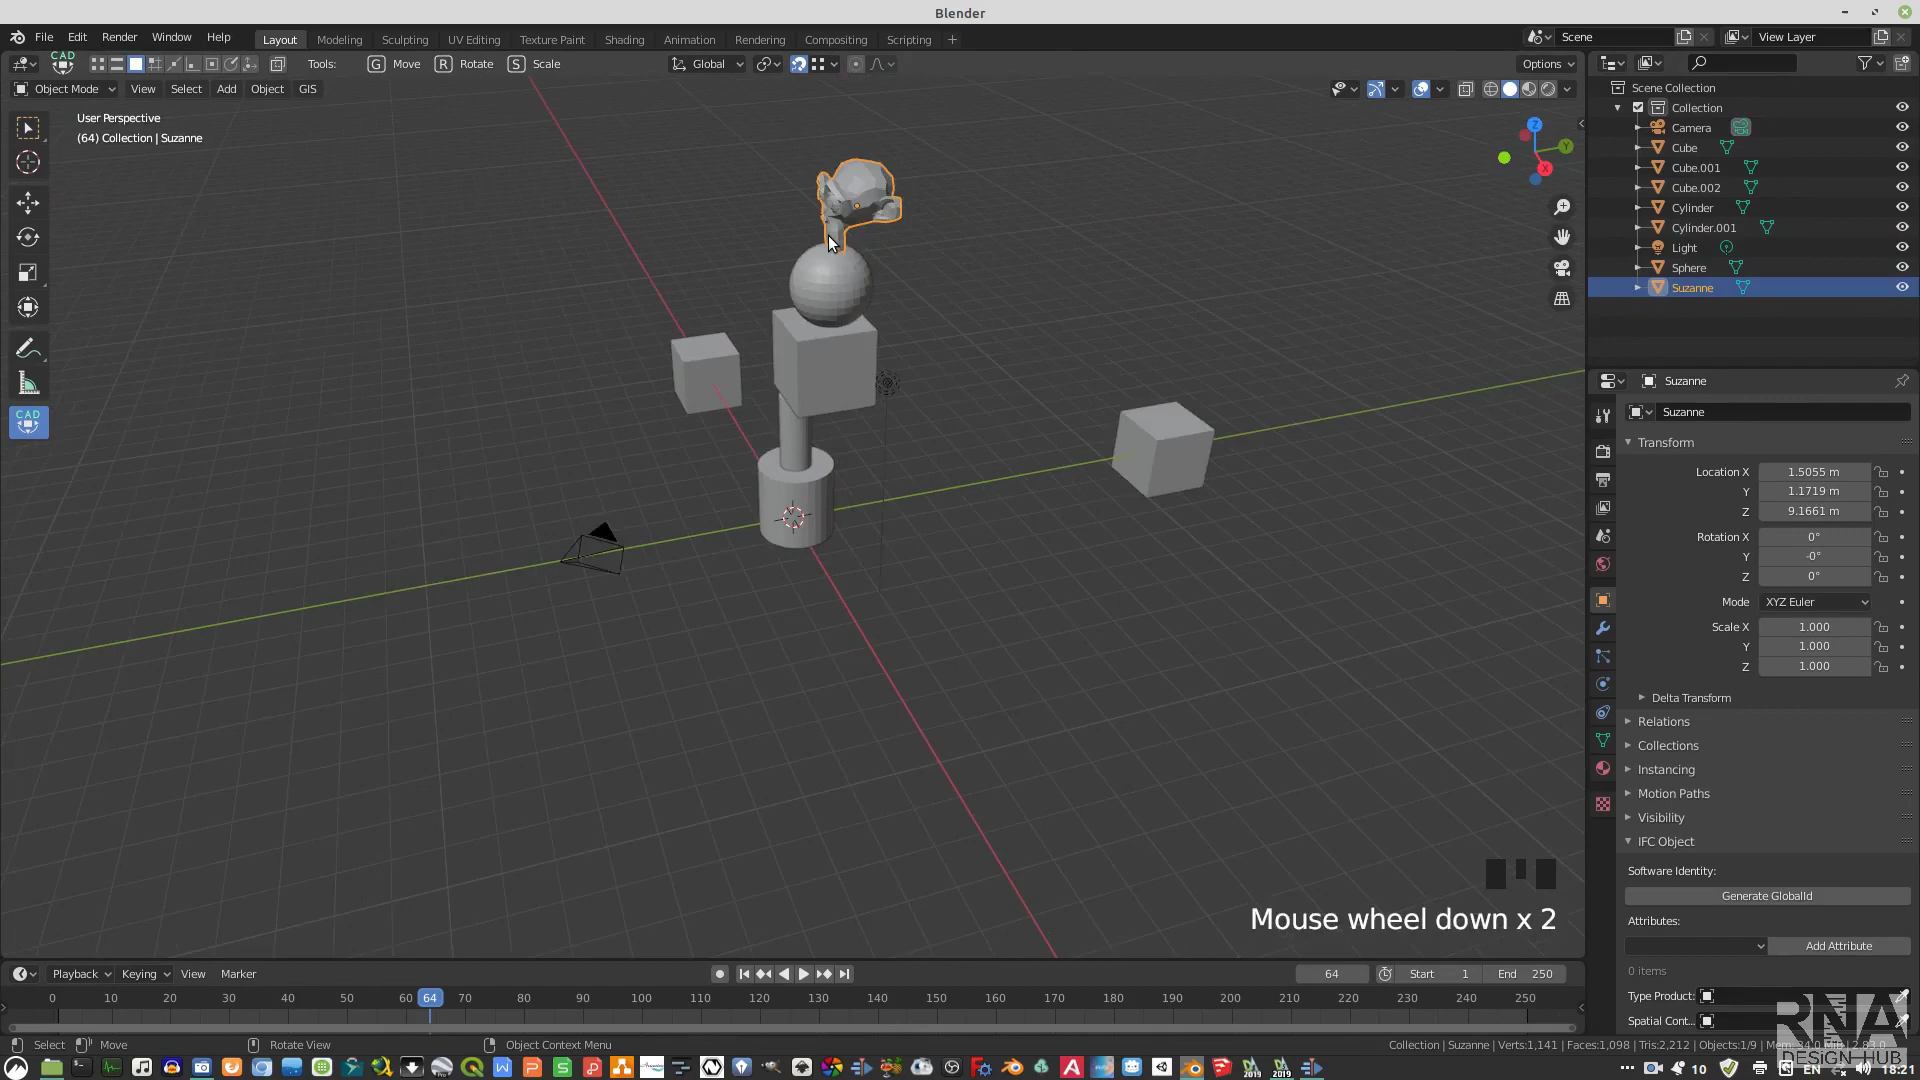 Blender
File Edit Render Window Help Layout Modeling Sculpting UV Editing Texture Paint Shading Animation Rendering Compositing Scripting + Scene View Layer
CAD Tools: G Move R Rotate S Scale Global Options
Object Mode View Select Add Object GIS
User Perspective
(64) Collection | Suzanne
Z
Y
X
CAD
Scene Collection
Collection
Camera
Cube
Cube.001
Cube.002
Cylinder
Cylinder.001
Light
Sphere
Suzanne
Suzanne
Suzanne
Transform
Location X 1.5055 m
Y 1.1719 m
Z 9.1661 m
Rotation X 0°
Y -0°
Z 0°
Mode XYZ Euler
Scale X 1.000
Y 1.000
Z 1.000
Delta Transform
Relations
Collections
Instancing
Motion Paths
Visibility
IFC Object
Software Identity:
Generate GlobalId
Attributes:
Add Attribute
0 items
Type Product:
Spatial Cont...
Mouse wheel down x 2
Playback Keying View Marker 64 Start 1 End 250
0 10 20 30 40 50 60 64 70 80 90 100 110 120 130 140 150 160 170 180 190 200 210 220 230 240 250
Select Move Rotate View Object Context Menu Collection | Suzanne | Verts:1,141 | Faces:1,098 | Tris:2,212 | Objects:1/9 | Mem: 34.0 MiB | 2.83.0
RNA
DESIGN-HUB
2019 2019 10 EN 18:21